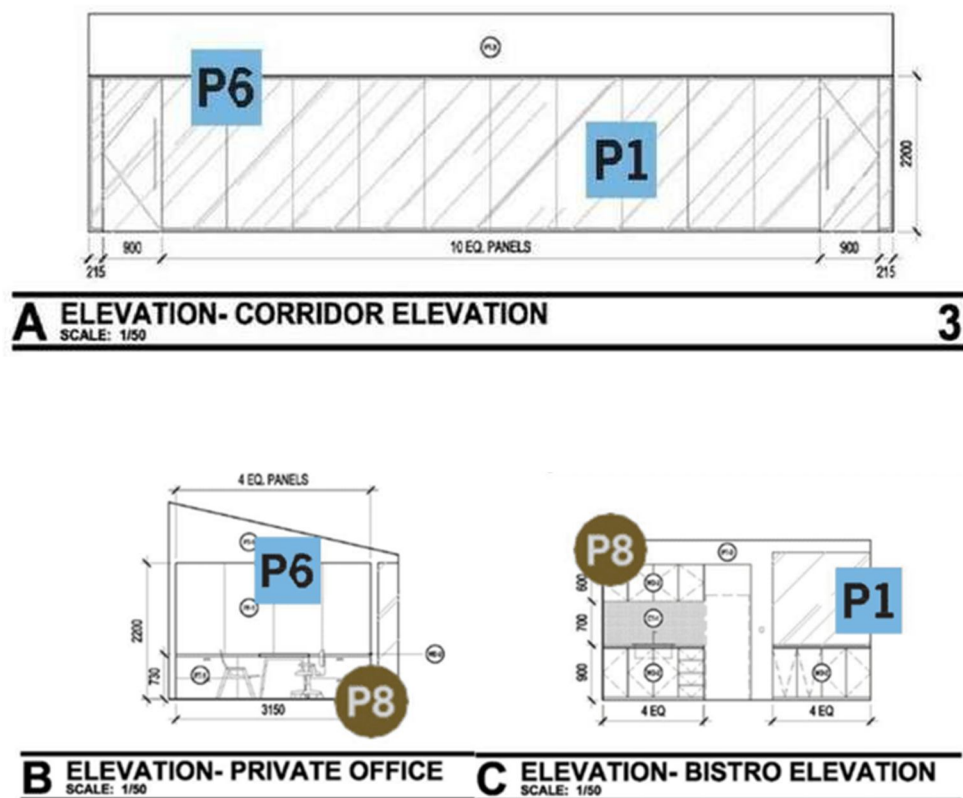 P6
P1
2200
900
10 EQ. PANELS
900
215
215
A ELEVATION- CORRIDOR ELEVATION 3
SCALE: 1/50
4 EQ. PANELS
P6
2200
730
3150
P8
P8
600
700
900
P1
4 EQ
4 EQ
B ELEVATION- PRIVATE OFFICE
SCALE: 1/50
C ELEVATION- BISTRO ELEVATION
SCALE: 1/50